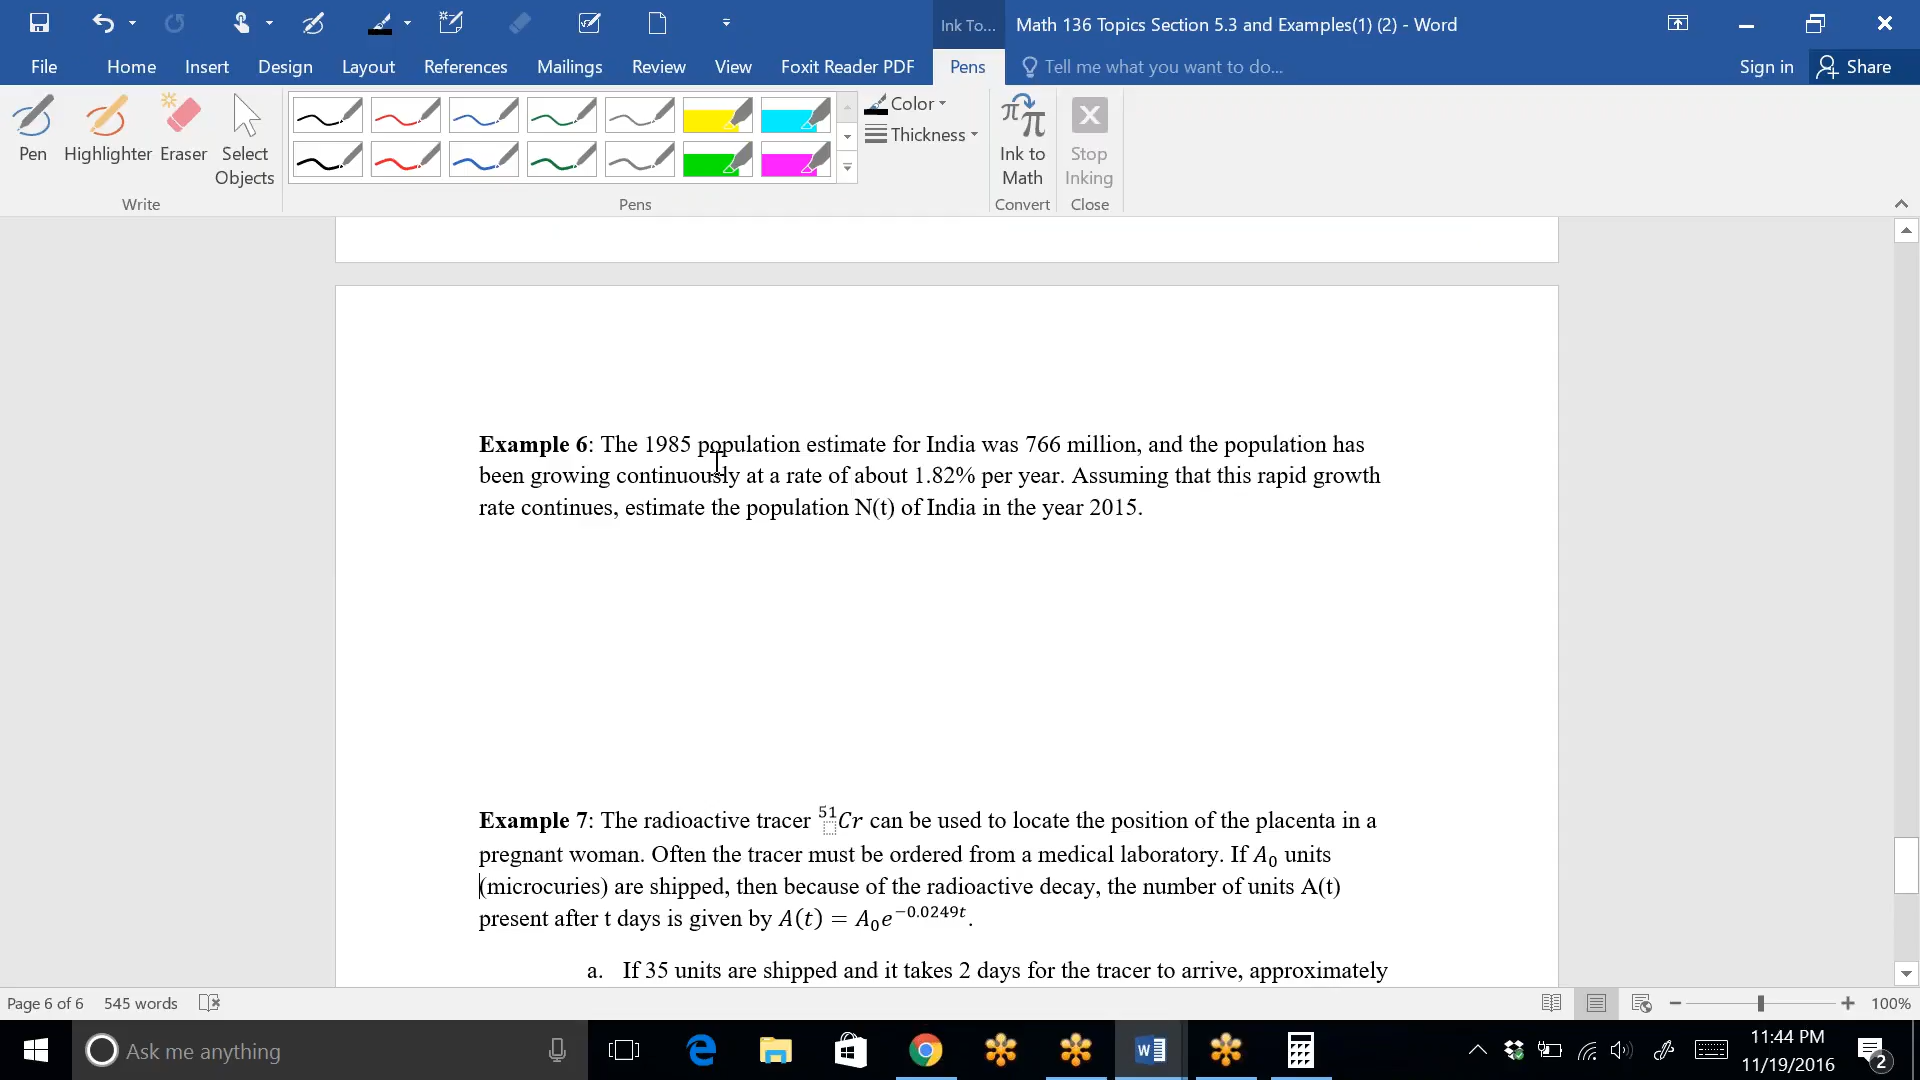 Ink To...
Math 136 Topics Section 5.3 and Examples(1) (2) - Word
File Home Insert Design Layout References Mailings Review View Foxit Reader PDF Pens Tell me what you want to do... Sign in Share
Pen Highlighter Eraser Select Objects
Color
Thickness
Ink to Math
Stop Inking
Write Pens Convert Close
Example 6: The 1985 population estimate for India was 766 million, and the population has
been growing continuously at a rate of about 1.82% per year. Assuming that this rapid growth
rate continues, estimate the population N(t) of India in the year 2015.
Example 7: The radioactive tracer ⁵¹Cr can be used to locate the position of the placenta in a
pregnant woman. Often the tracer must be ordered from a medical laboratory. If A₀ units
(microcuries) are shipped, then because of the radioactive decay, the number of units A(t)
present after t days is given by A(t) = A₀e^{−0.0249t}.
a. If 35 units are shipped and it takes 2 days for the tracer to arrive, approximately
Page 6 of 6 545 words 100%
Ask me anything
11:44 PM
11/19/2016
2